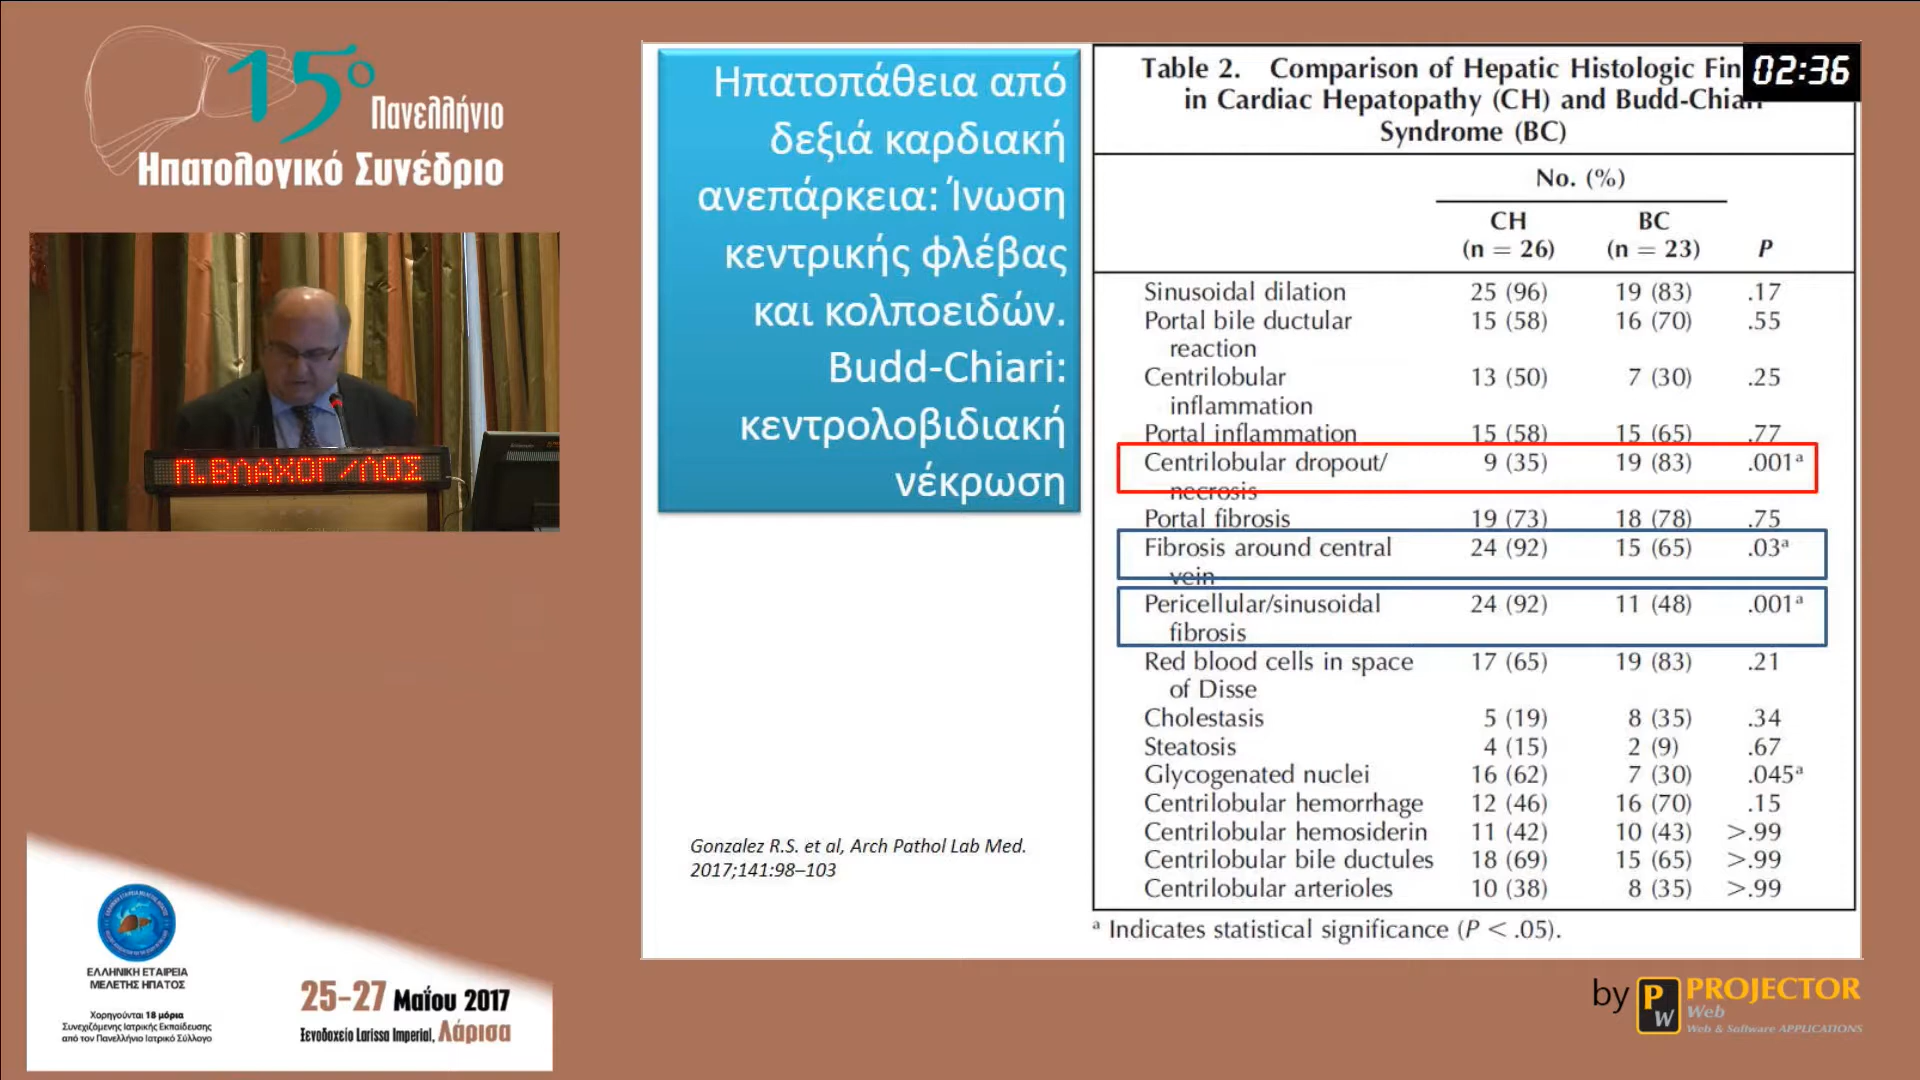 15ο
Πανελλήνιο
Ηπατολογικό Συνέδριο
Π.ΒΛΑΧΟΓ/ΛΟΣ
ΕΛΛΗΝΙΚΗ ΕΤΑΙΡΕΙΑ
ΜΕΛΕΤΗΣ ΗΠΑΤΟΣ
Χορηγούνται 18 μόρια
Συνεχιζόμενης Ιατρικής Εκπαίδευσης
από τον Πανελλήνιο Ιατρικό Σύλλογο
25-27 Μαΐου 2017
Ξενοδοχείο Larissa Imperial, Λάρισα
Ηπατοπάθεια από
δεξιά καρδιακή
ανεπάρκεια: Ίνωση
κεντρικής φλέβας
και κολποειδών.
Budd-Chiari:
κεντρολοβιδιακή
νέκρωση
Gonzalez R.S. et al, Arch Pathol Lab Med.
2017;141:98–103
02:36
Table 2. Comparison of Hepatic Histologic Fin
in Cardiac Hepatopathy (CH) and Budd-Chiari
Syndrome (BC)
No. (%)
CH BC
(n = 26) (n = 23) P
Sinusoidal dilation 25 (96) 19 (83) .17
Portal bile ductular 15 (58) 16 (70) .55
reaction
Centrilobular 13 (50) 7 (30) .25
inflammation
Portal inflammation 15 (58) 15 (65) .77
Centrilobular dropout/ 9 (35) 19 (83) .001a
necrosis
Portal fibrosis 19 (73) 18 (78) .75
Fibrosis around central 24 (92) 15 (65) .03a
vein
Pericellular/sinusoidal 24 (92) 11 (48) .001a
fibrosis
Red blood cells in space 17 (65) 19 (83) .21
of Disse
Cholestasis 5 (19) 8 (35) .34
Steatosis 4 (15) 2 (9) .67
Glycogenated nuclei 16 (62) 7 (30) .045a
Centrilobular hemorrhage 12 (46) 16 (70) .15
Centrilobular hemosiderin 11 (42) 10 (43) >.99
Centrilobular bile ductules 18 (69) 15 (65) >.99
Centrilobular arterioles 10 (38) 8 (35) >.99
a Indicates statistical significance (P < .05).
by PW PROJECTOR
Web
Web & Software APPLICATIONS